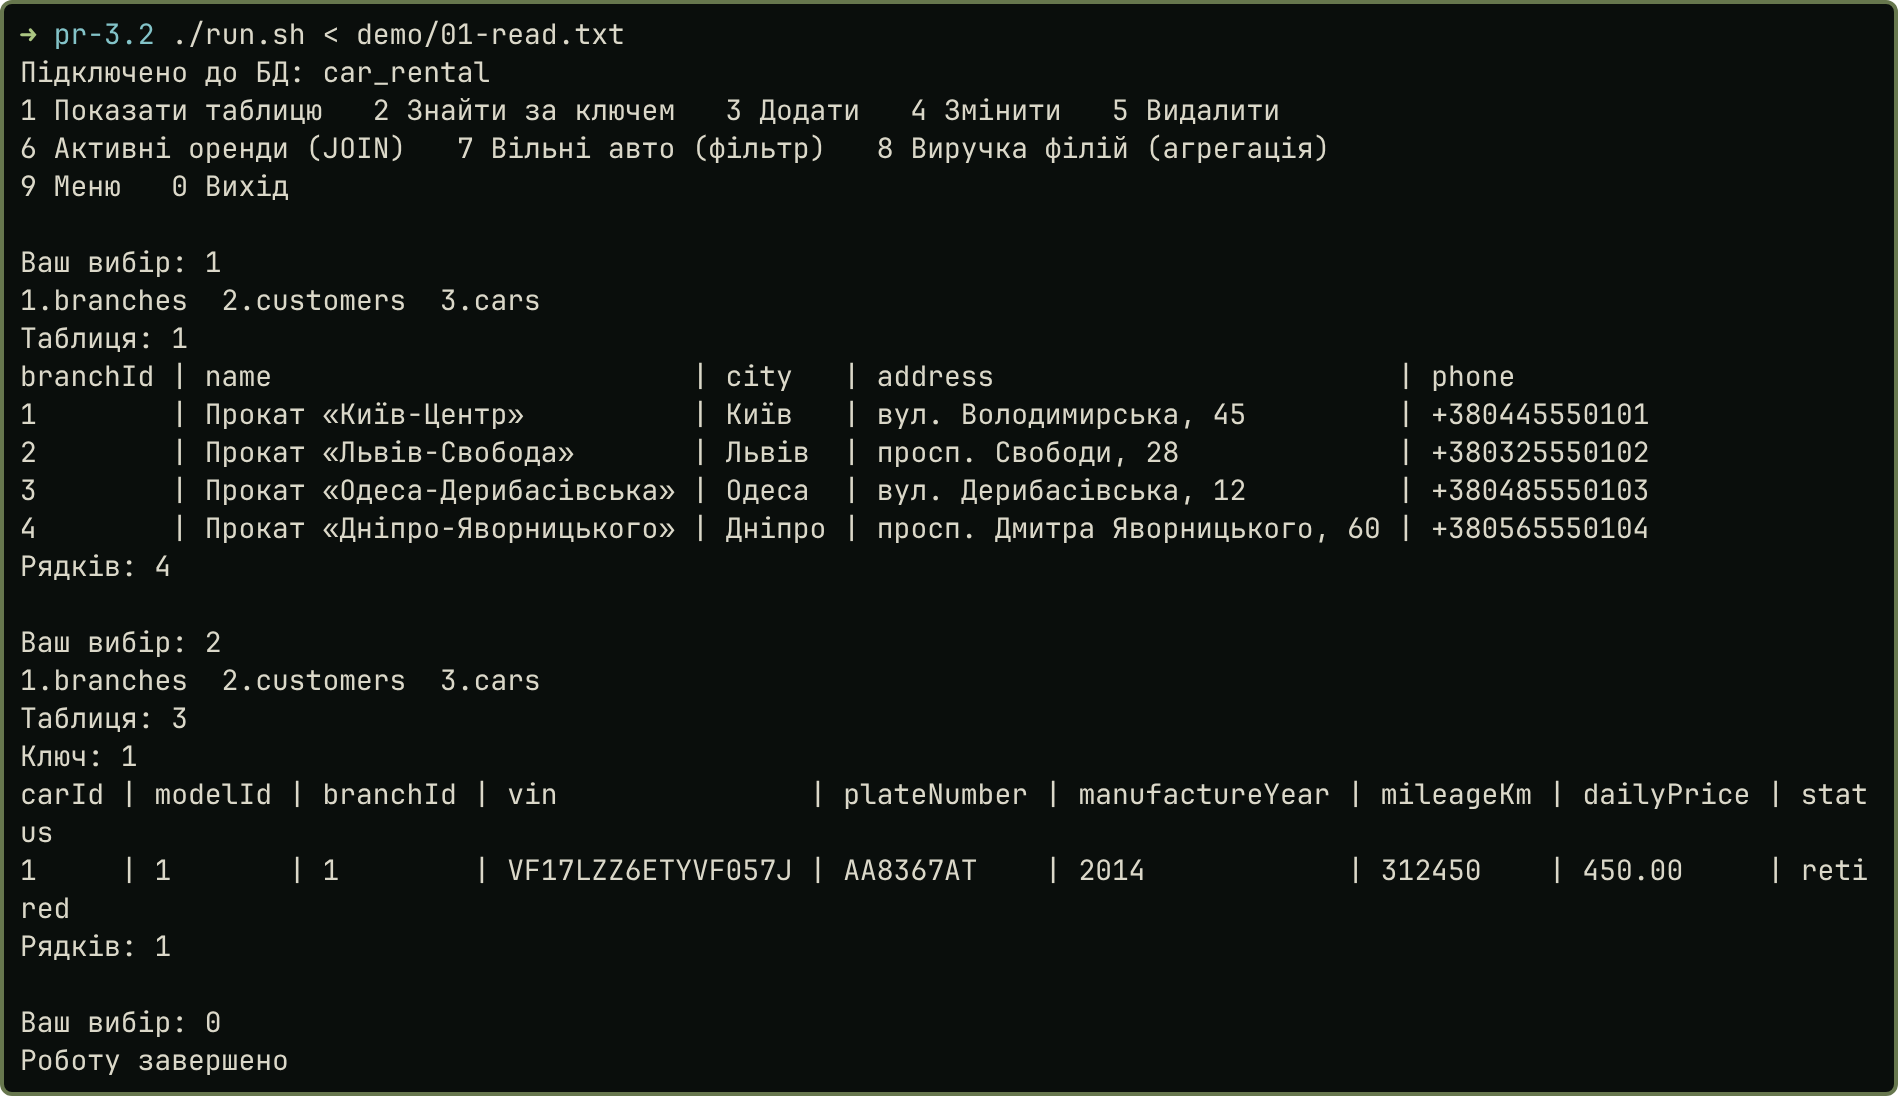 → pr-3.2 ./run.sh < demo/01-read.txt
Підключено до БД: car_rental
1 Показати таблицю   2 Знайти за ключем   3 Додати   4 Змінити   5 Видалити
6 Активні оренди (JOIN)   7 Вільні авто (фільтр)   8 Виручка філій (агрегація)
9 Меню   0 Вихід

Ваш вибір: 1
1.branches  2.customers  3.cars
Таблиця: 1
branchId | name                         | city   | address                        | phone
1        | Прокат «Київ-Центр»          | Київ   | вул. Володимирська, 45         | +380445550101
2        | Прокат «Львів-Свобода»       | Львів  | просп. Свободи, 28             | +380325550102
3        | Прокат «Одеса-Дерибасівська» | Одеса  | вул. Дерибасівська, 12         | +380485550103
4        | Прокат «Дніпро-Яворницького» | Дніпро | просп. Дмитра Яворницького, 60 | +380565550104
Рядків: 4

Ваш вибір: 2
1.branches  2.customers  3.cars
Таблиця: 3
Ключ: 1
carId | modelId | branchId | vin               | plateNumber | manufactureYear | mileageKm | dailyPrice | stat
us
1     | 1       | 1        | VF17LZZ6ETYVF057J | AA8367AT    | 2014            | 312450    | 450.00     | reti
red
Рядків: 1

Ваш вибір: 0
Роботу завершено